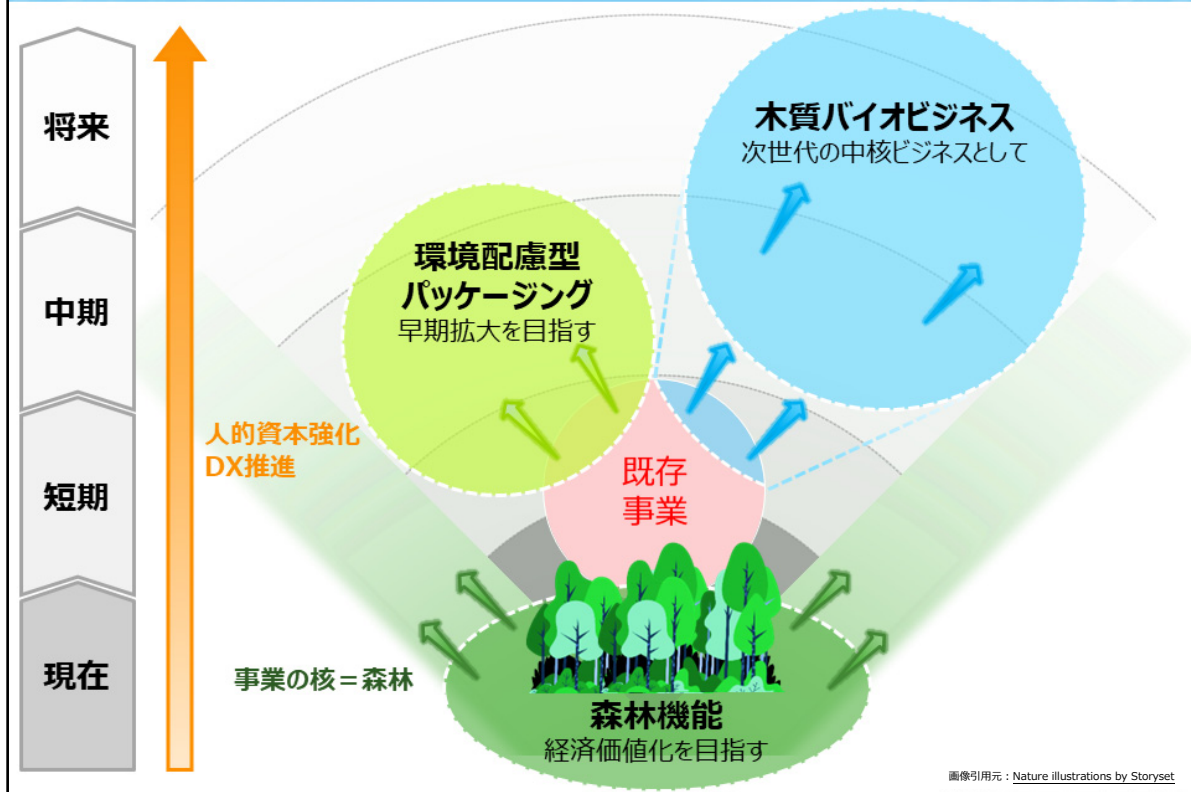 将来
中期
短期
現在
人的資本強化
DX推進
木質バイオビジネス
次世代の中核ビジネスとして
環境配慮型
パッケージング
早期拡大を目指す
既存
事業
事業の核＝森林
森林機能
経済価値化を目指す
画像引用元：Nature illustrations by Storyset